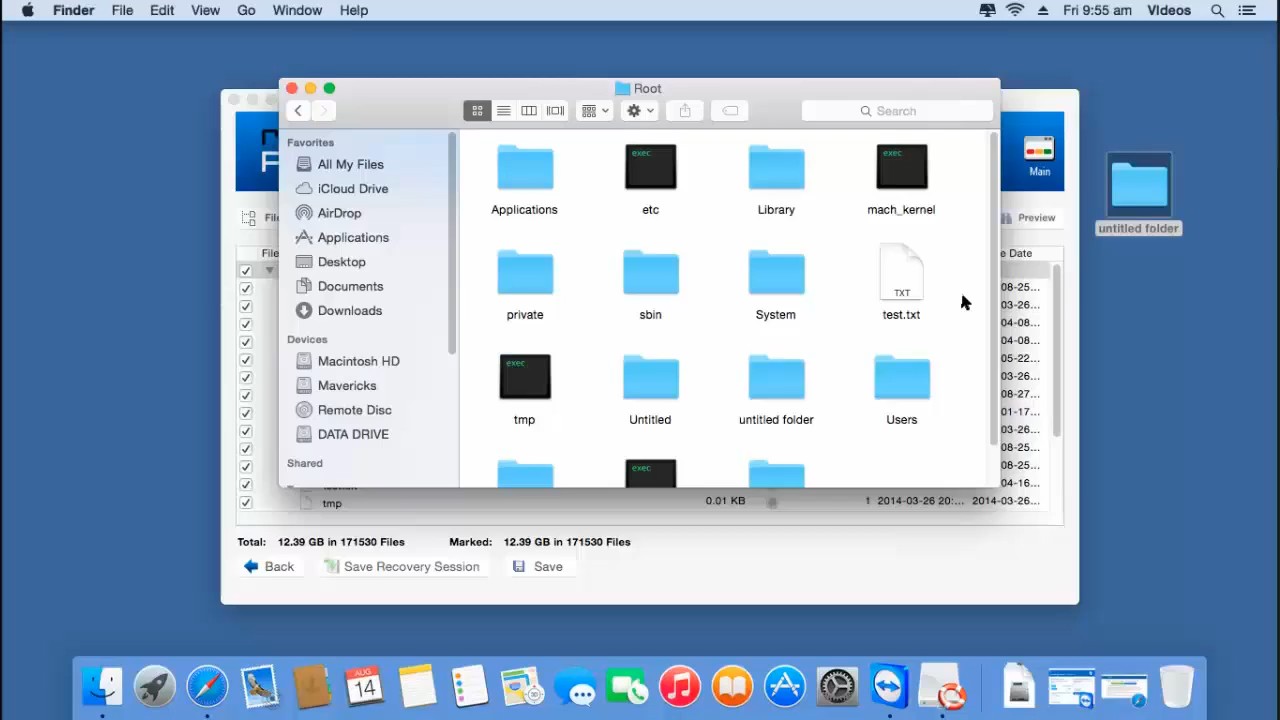 Finder File Edit View Go Window Help Fri 9:55 am VIdeos
Root
Search
Favorites
All My Files
iCloud Drive
AirDrop
Applications
Desktop
Documents
Downloads
Devices
Macintosh HD
Mavericks
Remote Disc
DATA DRIVE
Shared
exec exec
Applications etc Library mach_kernel
TXT
private sbin System test.txt
exec
tmp Untitled untitled folder Users
exec
Main
Preview
untitled folder
File
e Date
08-25...
03-26...
04-08...
04-08...
05-22...
03-26...
08-27...
01-17...
03-26...
08-25...
08-25...
04-16...
tmp 0.01 KB 1 2014-03-26 20:... 2014-03-26...
Total: 12.39 GB in 171530 Files Marked: 12.39 GB in 171530 Files
Back Save Recovery Session Save
AUG
14